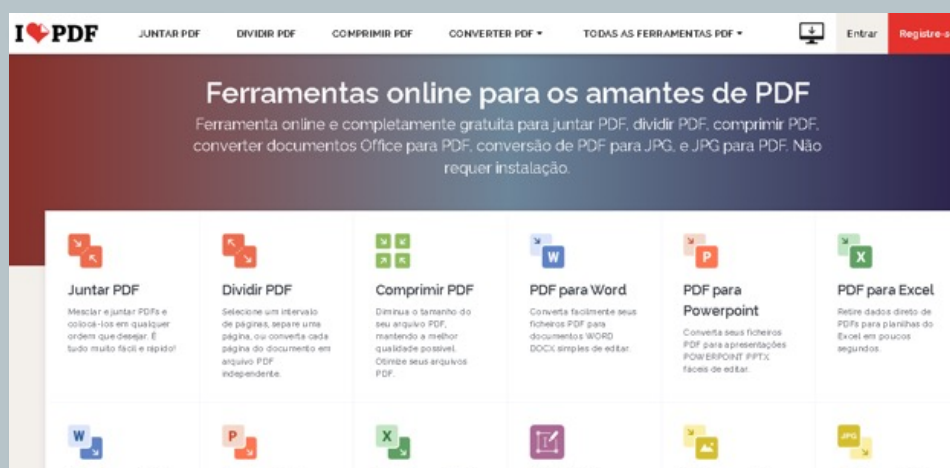 I PDF JUNTAR PDF DIVIDIR PDF COMPRIMIR PDF CONVERTER PDF TODAS AS FERRAMENTAS PDF Entrar Registre-s
Ferramentas online para os amantes de PDF
Ferramenta online e completamente gratuita para juntar PDF, dividir PDF, comprimir PDF,
converter documentos Office para PDF, conversão de PDF para JPG, e JPG para PDF. Não
requer instalação.
Juntar PDF
Mesclar e juntar PDFs e
colocá-los em qualquer
ordem que desejar. É
tudo muito fácil e rápido!
Dividir PDF
Selecione um intervalo
de páginas, separe uma
página, ou converta cada
página do documento em
arquivo PDF
independente.
Comprimir PDF
Diminua o tamanho do
seu arquivo PDF,
mantendo a melhor
qualidade possível.
Otimize seus arquivos
PDF.
W
PDF para Word
Converta facilmente seus
ficheiros PDF para
documentos WORD
DOCX simples de editar.
P
PDF para
Powerpoint
Converta seus ficheiros
PDF para apresentações
POWERPOINT PPTX
fáceis de editar.
X
PDF para Excel
Retire dados direto de
PDFs para planilhas do
Excel em poucos
segundos.
W P X JPG